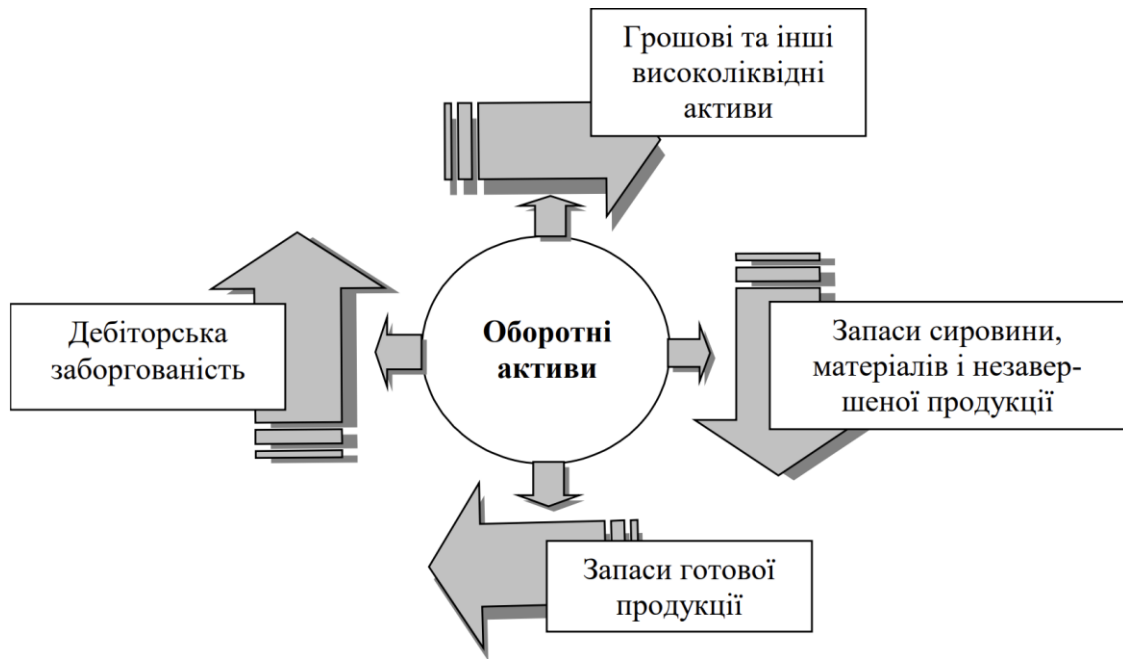 Грошові та інші
високоліквідні
активи
Дебіторська
заборгованість
Оборотні
активи
Запаси сировини,
матеріалів і незавер-
шеної продукції
Запаси готової
продукції